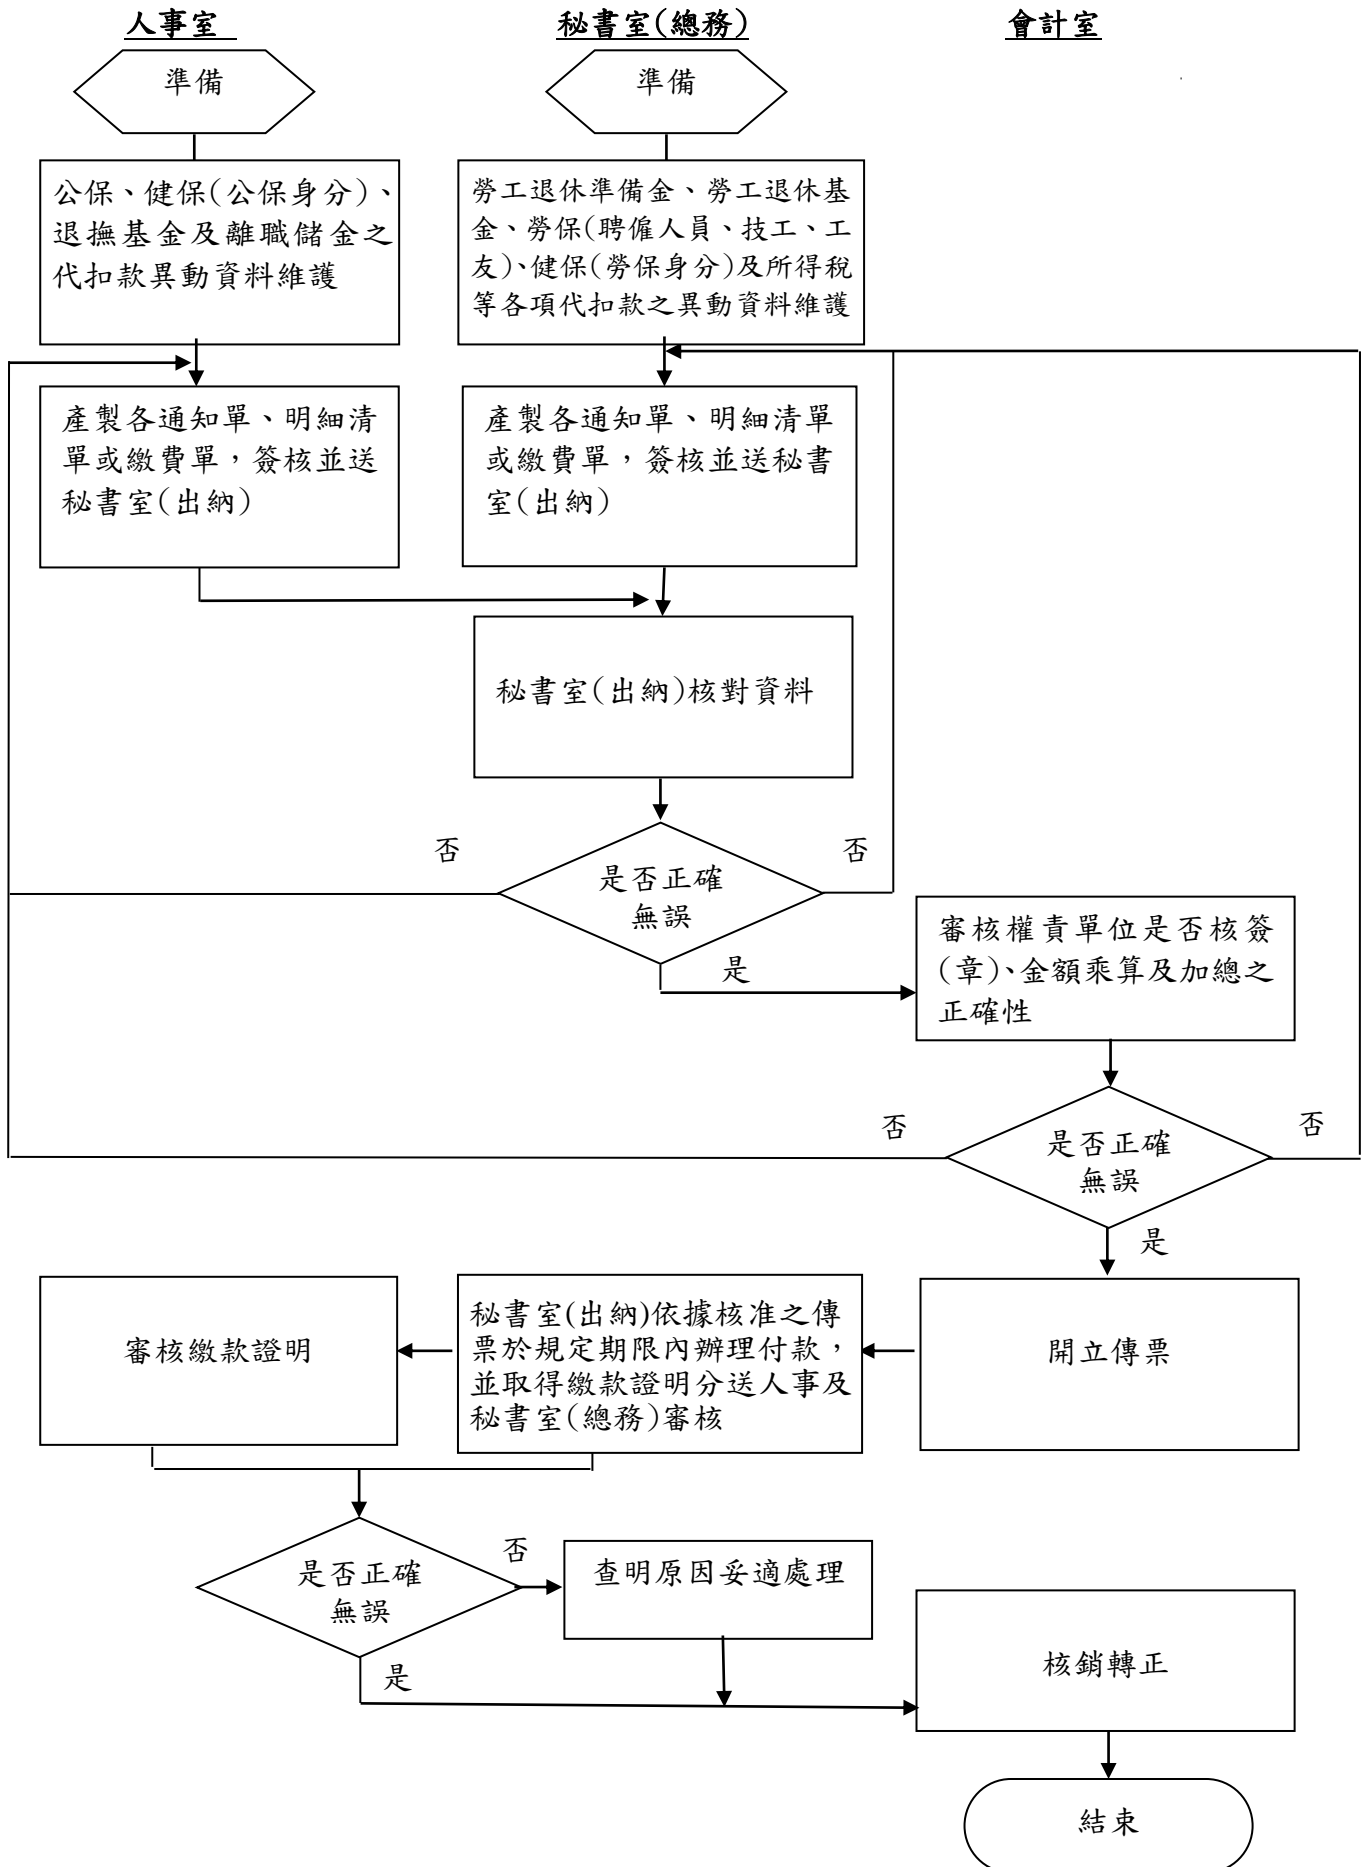 人事室
秘書室(總務)
會計室
準備
準備
公保、健保(公保身分)、
退撫基金及離職儲金之
代扣款異動資料維護
勞工退休準備金、勞工退休基
金、勞保(聘僱人員、技工、工
友)、健保(勞保身分)及所得稅
等各項代扣款之異動資料維護
產製各通知單、明細清
單或繳費單，簽核並送
秘書室(出納)
產製各通知單、明細清單
或繳費單，簽核並送秘書
室(出納)
秘書室(出納)核對資料
否
否
是否正確
無誤
是
審核權責單位是否核簽
(章)、金額乘算及加總之
正確性
否
否
是否正確
無誤
是
審核繳款證明
秘書室(出納)依據核准之傳
票於規定期限內辦理付款，
並取得繳款證明分送人事及
秘書室(總務)審核
開立傳票
是否正確
無誤
否
查明原因妥適處理
是
核銷轉正
結束